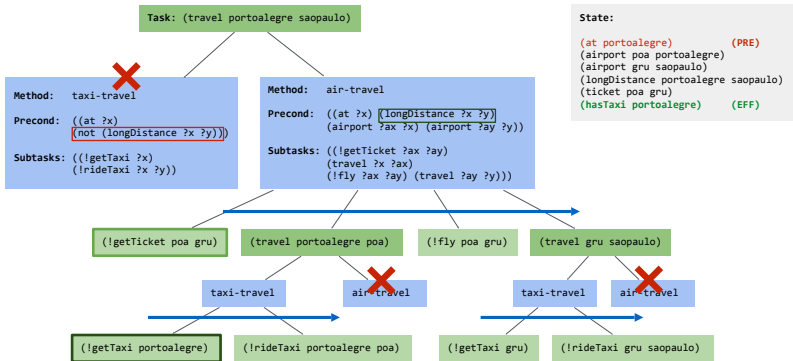 Task: (travel portoalegre saopaulo)
State:
(at portoalegre) (PRE)
(airport poa portoalegre)
(airport gru saopaulo)
(longDistance portoalegre saopaulo)
(ticket poa gru)
(hasTaxi portoalegre) (EFF)
Method: taxi-travel
Precond: ((at ?x)
(not (longDistance ?x ?y)))
Subtasks: ((!getTaxi ?x)
(!rideTaxi ?x ?y))
Method: air-travel
Precond: ((at ?x) (longDistance ?x ?y)
(airport ?ax ?x) (airport ?ay ?y))
Subtasks: ((!getTicket ?ax ?ay)
(travel ?x ?ax)
(!fly ?ax ?ay) (travel ?ay ?y)))
(!getTicket poa gru) (travel portoalegre poa) (!fly poa gru) (travel gru saopaulo)
taxi-travel air-travel taxi-travel air-travel
(!getTaxi portoalegre) (!rideTaxi portoalegre poa) (!getTaxi gru) (!rideTaxi gru saopaulo)